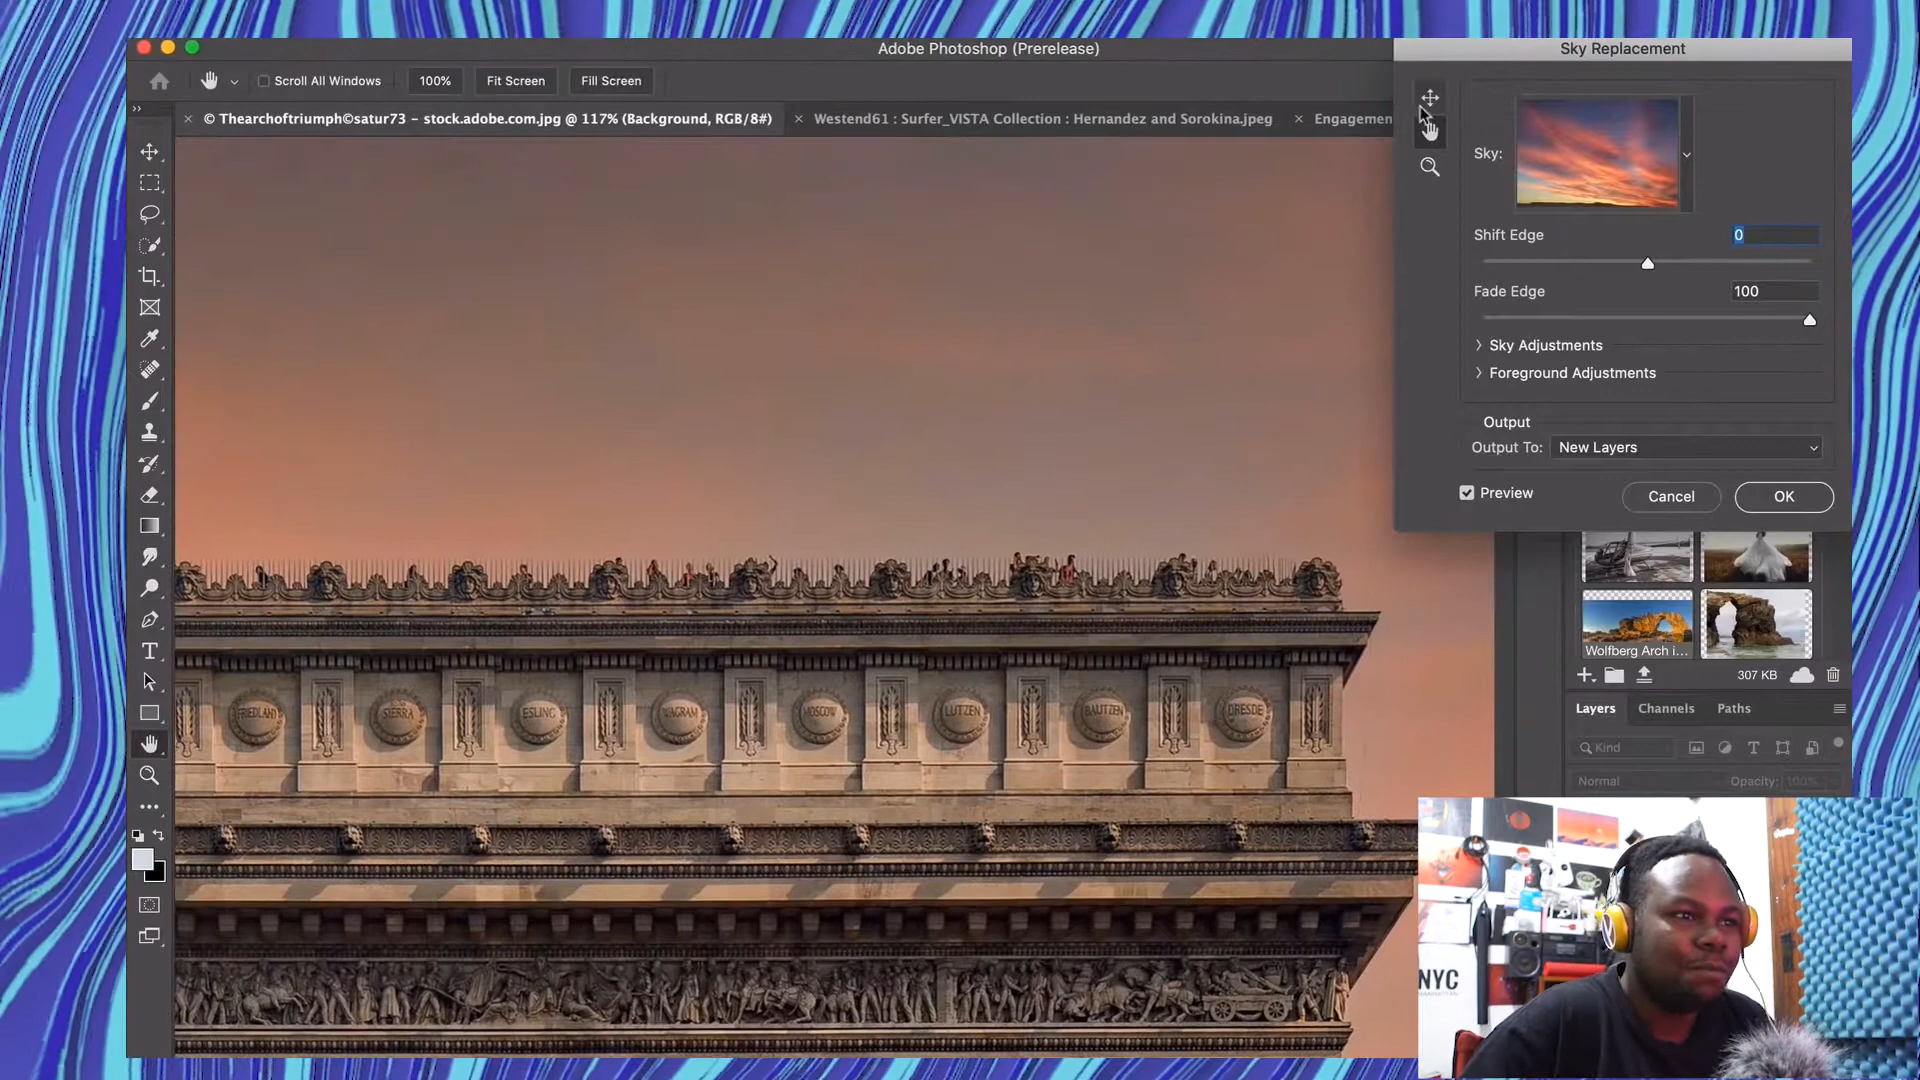 Adobe Photoshop (Prerelease)
Sky Replacement
Scroll All Windows
100%
Fit Screen
Fill Screen
© Thearchoftriumph©satur73 – stock.adobe.com.jpg @ 117% (Background, RGB/8#)
Westend61 : Surfer_VISTA Collection : Hernandez and Sorokina.jpeg
Engagemen
Sky:
Shift Edge
0
Fade Edge
100
Sky Adjustments
Foreground Adjustments
Output
Output To:
New Layers
Preview
Cancel
OK
Wolfberg Arch i...
307 KB
Layers
Channels
Paths
Kind
Normal
Opacity:
100%
FRIEDLAND
SIERRA
ESLING
WAGRAM
MOSCOW
LUTZEN
BAUTZEN
DRESDE
NYC